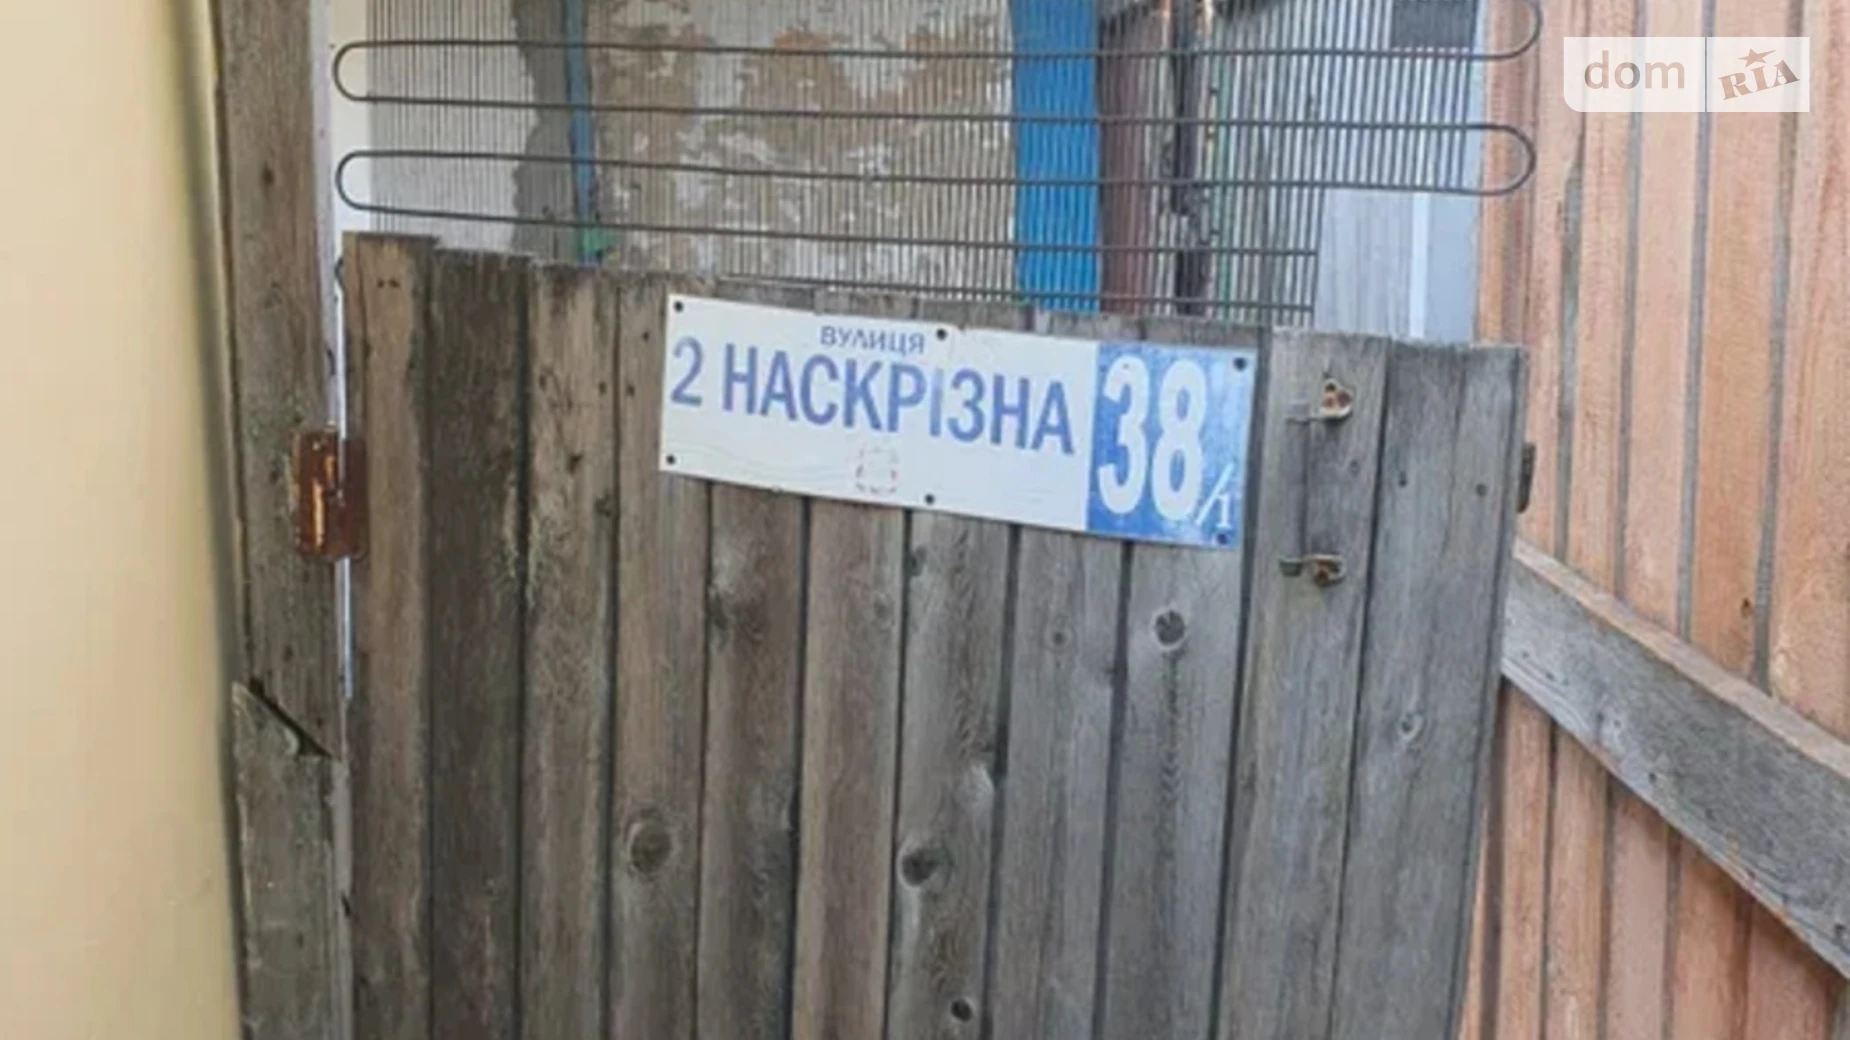 dom RIA
ВУЛИЦЯ
2 НАСКРІЗНА 38/1